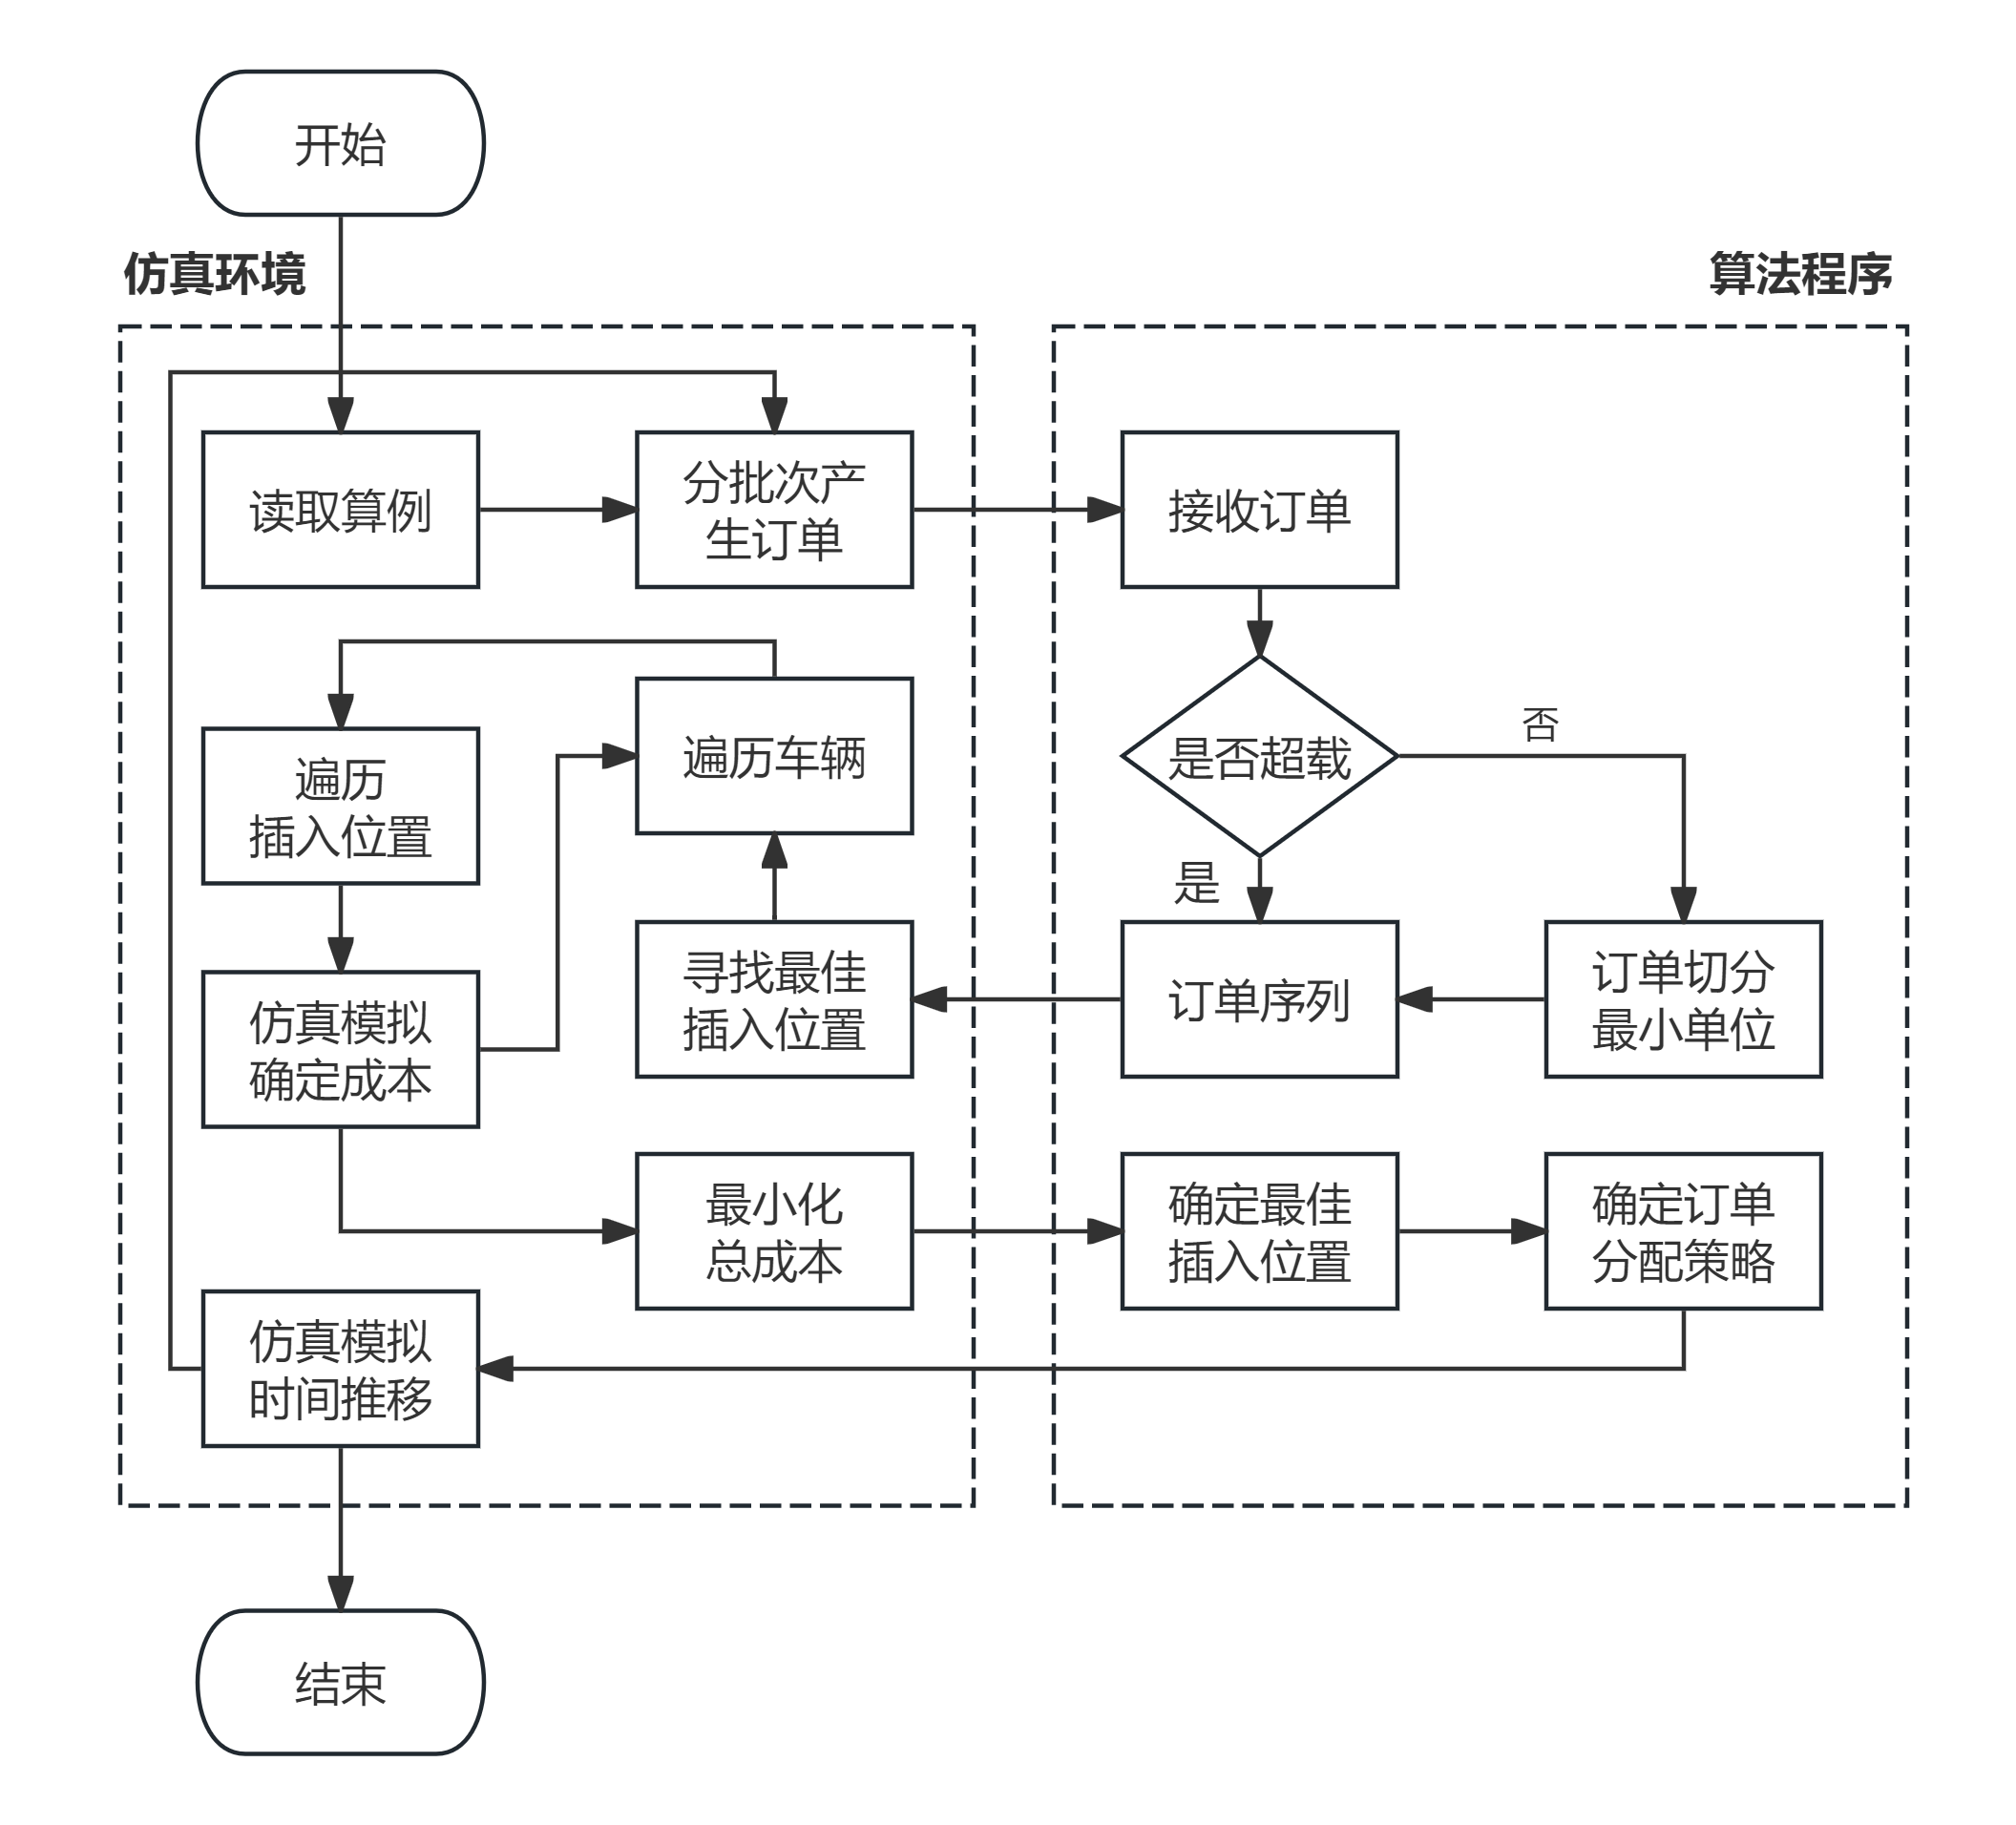 开始
仿真环境
算法程序
读取算例
分批次产
生订单
接收订单
遍历
插入位置
遍历车辆
是否超载
否
是
仿真模拟
确定成本
寻找最佳
插入位置
订单序列
订单切分
最小单位
最小化
总成本
确定最佳
插入位置
确定订单
分配策略
仿真模拟
时间推移
结束